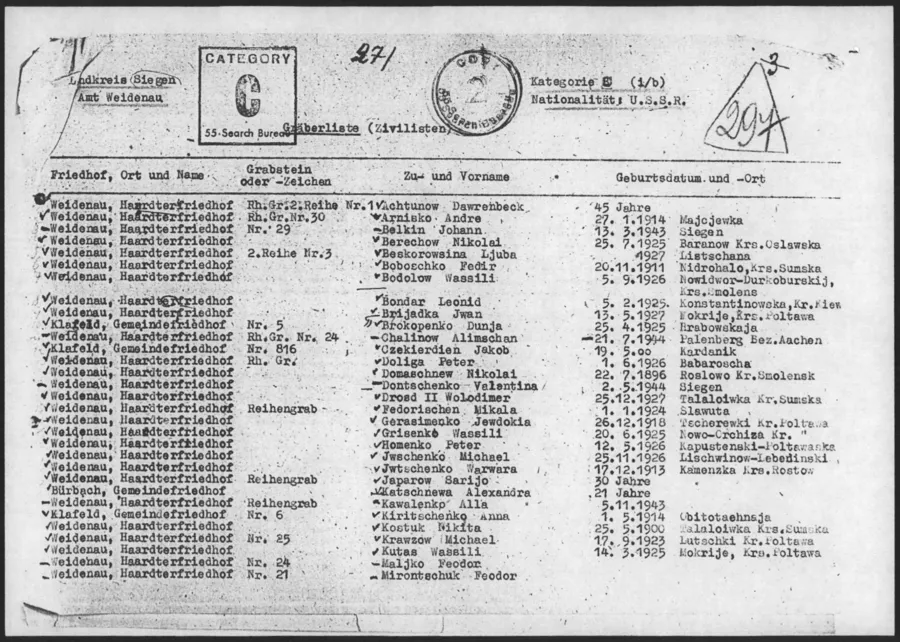 27/
3
297
CATEGORY
C
55-Search Bureau
COPY
2
Landkreis Siegen
Amt Weidenau
Kategorie C (i/b)
Nationalität: U.S.S.R.
Gräberliste (Zivilisten)
Friedhof, Ort und Name Grabstein oder -Zeichen Zu- und Vorname Geburtsdatum und -Ort
Weidenau, Haardterfriedhof Rh.Gr.2.Reihe Nr.1 Achtunow Dawrehbeck 45 Jahre
Weidenau, Haardterfriedhof Rh.Gr.Nr.30 Arnisko Andre 27. 1.1914 Majojewka
Weidenau, Haardterfriedhof Nr. 29 Belkin Johann 13. 3.1943 Siegen
Weidenau, Haardterfriedhof Berechow Nikolai 25. 7.1925 Baranow Krs.Oslawska
Weidenau, Haardterfriedhof 2.Reihe Nr.3 Beskorowsina Ljuba 1927 Listschana
Weidenau, Haardterfriedhof Boboschko Fedir 20.11.1911 Nidrohalo,Krs.Sumska
Weidenau, Haardterfriedhof Bodolow Wassili 5. 9.1926 Nowidwor-Durkoburskij,
Krs.Smolens
Weidenau, Haardterfriedhof Bondar Leonid 5. 2.1925. Konstantinowska,Kr.Kiew
Weidenau, Haardterfriedhof Brijadka Jwan 13. 5.1927 Mokrije,Krs.Poltawa
Klafeld, Gemeindefriedhof Nr. 5 Brokopenko Dunja 25. 4.1925 Hrabowskaja
Weidenau, Haardterfriedhof Rh.Gr. Nr. 24 Chalinow Alimschan 21. 7.1944 Palenberg Bez.Aachen
Klafeld, Gemeindefriedhof Nr. 816 Czekierdien Jakob 19. 5.00 Kardanik
Weidenau, Haardterfriedhof Rh. Gr. Doliga Peter 1. 6.1926 Babaroscha
Weidenau, Haardterfriedhof Domaschnew Nikolai 22. 7.1896 Roslowo Kr.Smolensk
Weidenau, Haardterfriedhof Dontschenko Valentina 2. 5.1944 Siegen
Weidenau, Haardterfriedhof Drosd II Wolodimer 25.12.1927 Talaloiwka Kr.Sumska
Weidenau, Haardterfriedhof Reihengrab Fedorischen Mikala 1. 1.1924 Slawuta
Weidenau, Haardterfriedhof Gerasimenko Jewdokia 26.12.1918 Tscherewki Kr.Poltawa
Weidenau, Haardterfriedhof Grisenko Wassili 20. 6.1925 Nowo-Orchiza Kr. "
Weidenau, Haardterfriedhof Homenko Peter 12. 5.1926 Kapustenski-Poltawanka
Weidenau, Haardterfriedhof Jwschenko Michael 25.11.1926 Lischwinow-Lebedinski
Weidenau, Haardterfriedhof Jwtschenko Warwara 17.12.1913 Kamenzka Krs.Rostow
Weidenau, Haardterfriedhof Reihengrab Japarow Sarijo 30 Jahre
Bürbach, Gemeindefriedhof Katschnewa Alexandra 21 Jahre
Weidenau, Haardterfriedhof Reihengrab Kawalenko Alla 5.11.1943
Klafeld, Gemeindefriedhof Nr. 6 Kiritschenko Anna 1. 5.1914 Obitotaehnaja
Weidenau, Haardterfriedhof Kostuk Nikita 25. 5.1900 Talaloiwka Krs.Sumska
Weidenau, Haardterfriedhof Nr. 25 Krawzow Michael 17. 9.1923 Lutschki Kr.Poltawa
Weidenau, Haardterfriedhof Kutas Wassili 14. 3.1925 Mokrije, Krs.Poltawa
Weidenau, Haardterfriedhof Nr. 24 Maljko Feodor
Weidenau, Haardterfriedhof Nr. 21 Mirontschuk Feodor